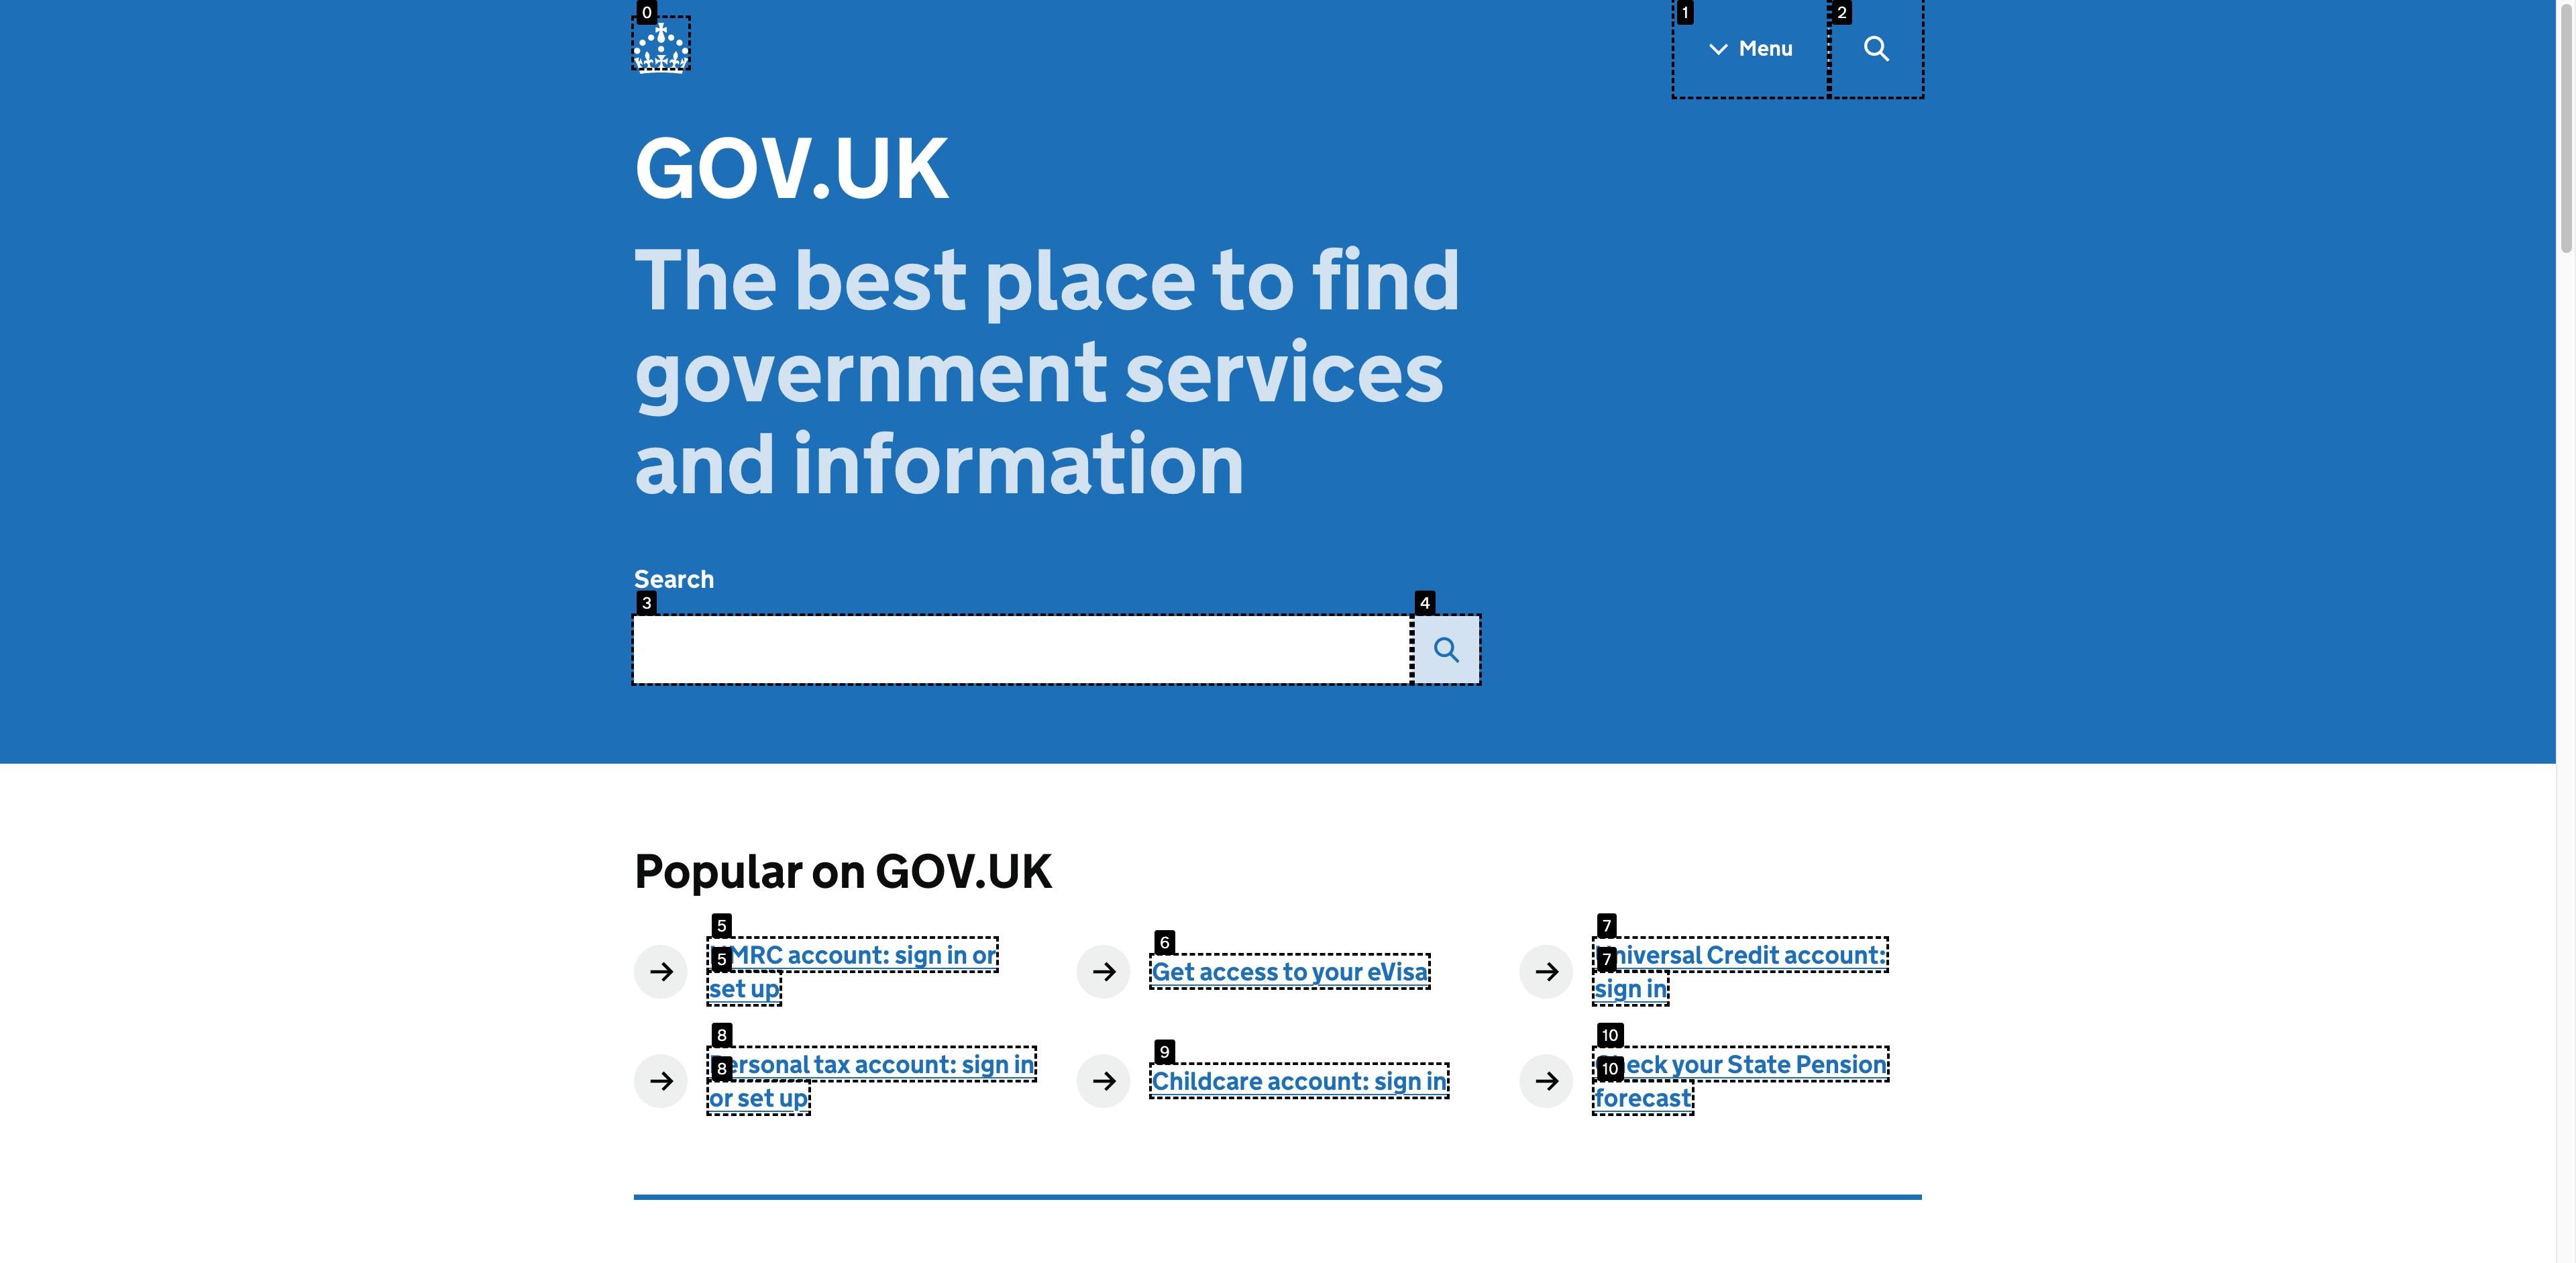 0
1
2
Menu
GOV.UK
The best place to find
government services
and information
Search
3
4
Popular on GOV.UK
5
MRC account: sign in or
5
set up
6
Get access to your eVisa
7
niversal Credit account:
7
sign in
8
ersonal tax account: sign in
8
or set up
9
Childcare account: sign in
10
eck your State Pension
10
forecast